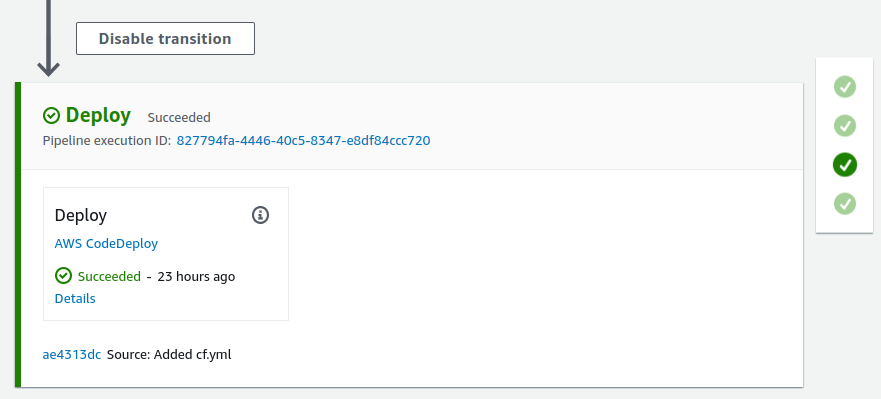 Disable transition
Deploy Succeeded
Pipeline execution ID: 827794fa-4446-40c5-8347-e8df84ccc720
Deploy
AWS CodeDeploy
Succeeded - 23 hours ago
Details
ae4313dc Source: Added cf.yml